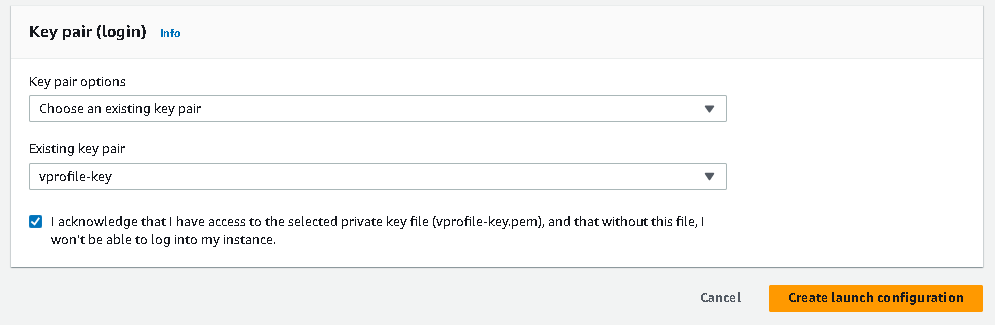 Key pair (login) Info
Key pair options
Choose an existing key pair
Existing key pair
vprofile-key
I acknowledge that I have access to the selected private key file (vprofile-key.pem), and that without this file, I
won't be able to log into my instance.
Cancel Create launch configuration